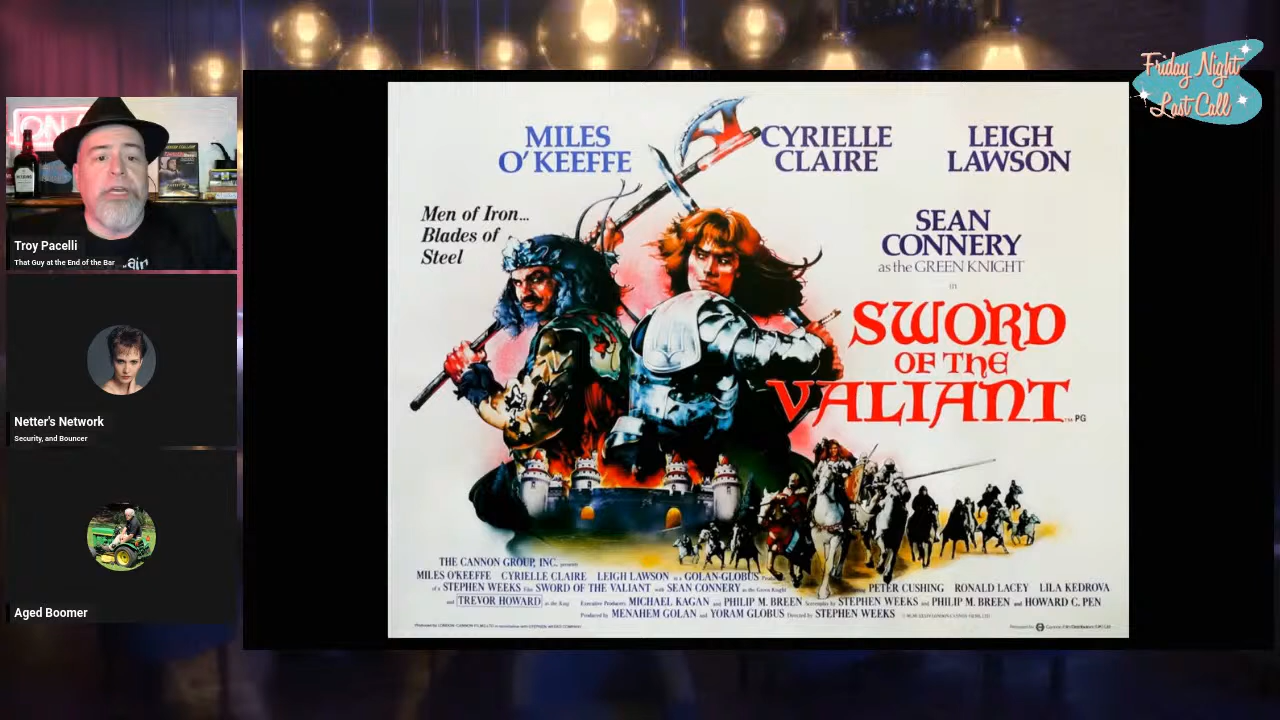 Friday Night
Last Call
ON
Troy Pacelli
That Guy at the End of the Bar
Netter's Network
Security, and Bouncer
Aged Boomer
MILES
O'KEEFFE
CYRIELLE
CLAIRE
LEIGH
LAWSON
Men of Iron...
Blades of
Steel
SEAN
CONNERY
as the GREEN KNIGHT
in
SWORD
OF THE
VALIANT
TM PG
THE CANNON GROUP, INC. presents
MILES O'KEEFFE CYRIELLE CLAIRE LEIGH LAWSON in a GOLAN-GLOBUS
of a STEPHEN WEEKS Film SWORD OF THE VALIANT with SEAN CONNERY as the Green Knight PETER CUSHING RONALD LACEY LILA KEDROVA
and TREVOR HOWARD as the King Executive Producers MICHAEL KAGAN and PHILIP M. BREEN Screenplay by STEPHEN WEEKS and PHILIP M. BREEN and HOWARD C. PEN
Produced by MENAHEM GOLAN and YORAM GLOBUS Directed by STEPHEN WEEKS